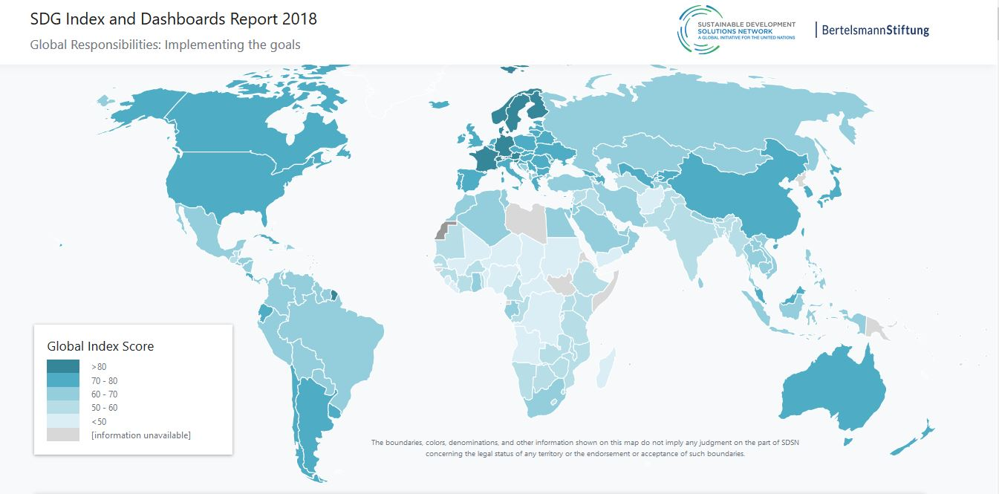 SDG Index and Dashboards Report 2018
Global Responsibilities: Implementing the goals
SUSTAINABLE DEVELOPMENT
SOLUTIONS NETWORK
A GLOBAL INITIATIVE FOR THE UNITED NATIONS
BertelsmannStiftung
Global Index Score
>80
70 - 80
60 - 70
50 - 60
<50
[information unavailable]
The boundaries, colors, denominations, and other information shown on this map do not imply any judgment on the part of SDSN
concerning the legal status of any territory or the endorsement or acceptance of such boundaries.